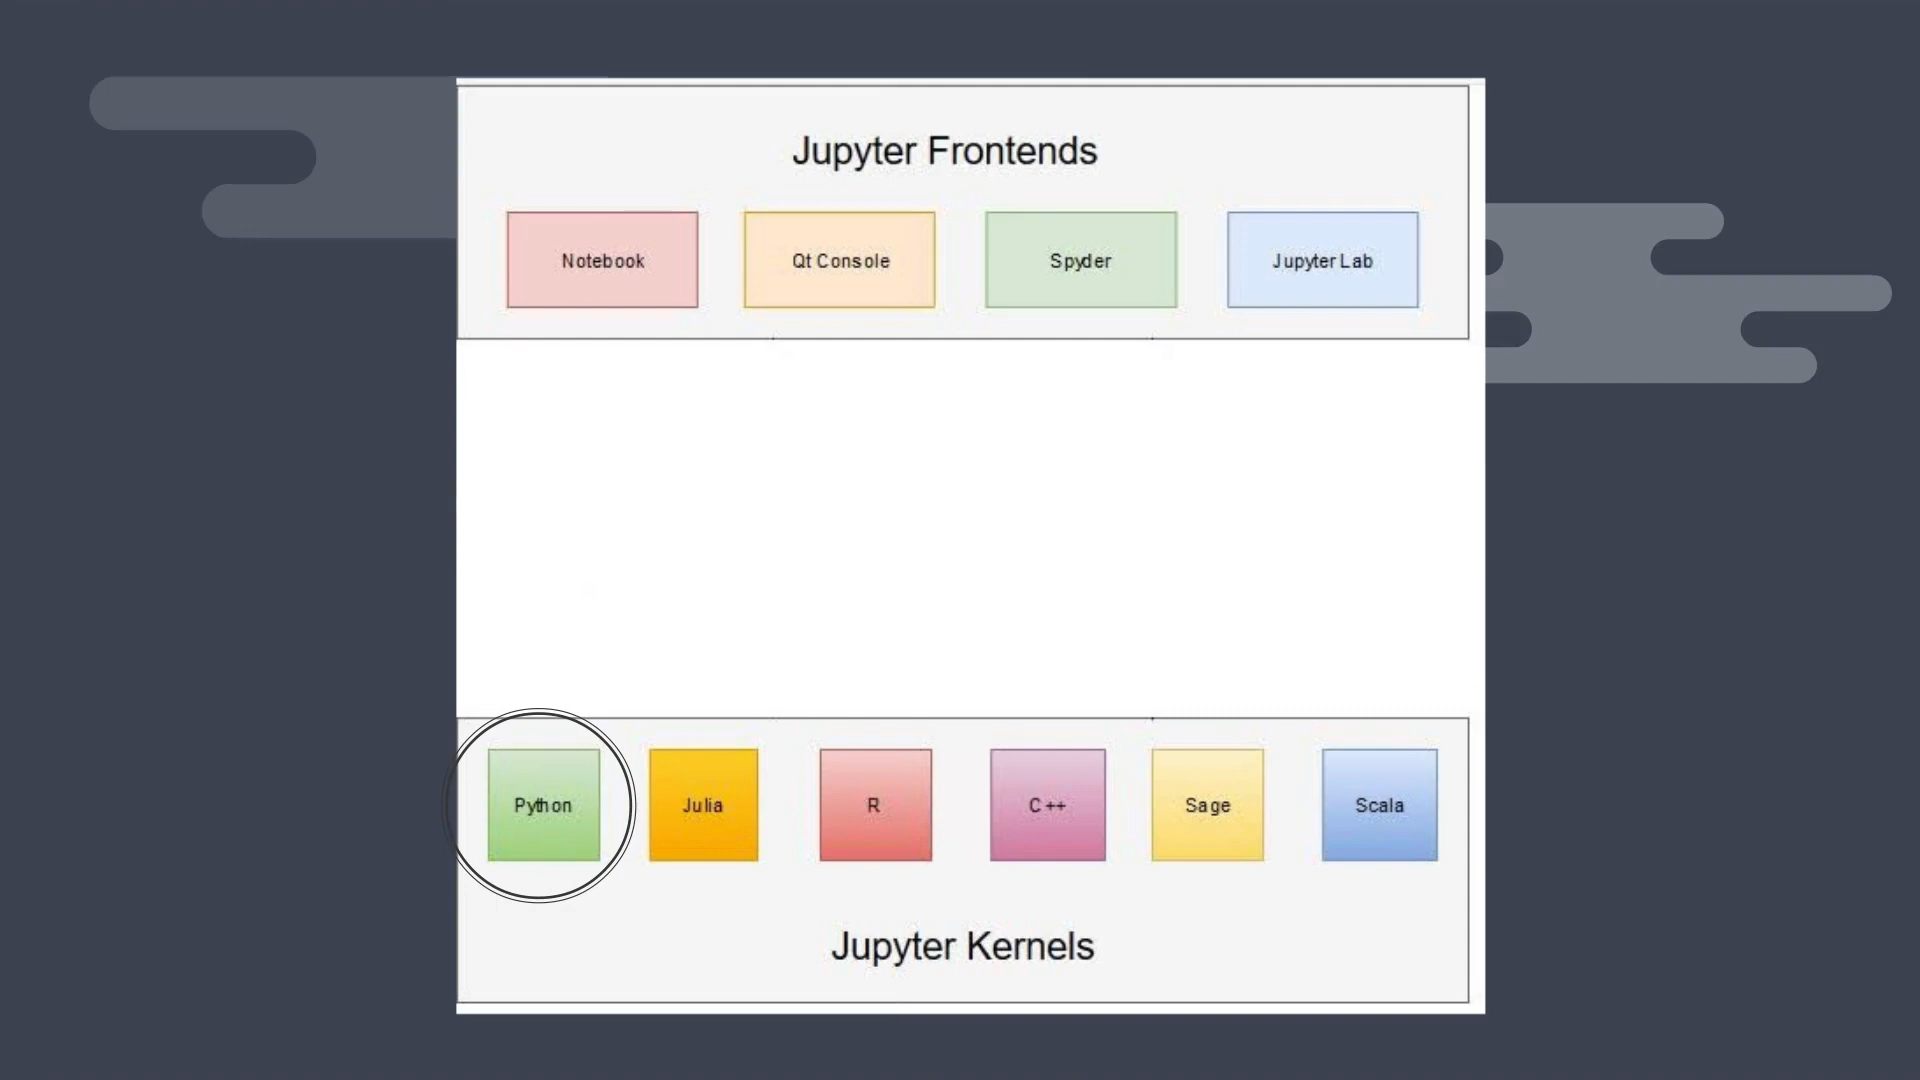 Jupyter Frontends
Notebook
Qt Console
Spyder
Jupyter Lab
Python
Julia
R
C++
Sage
Scala
Jupyter Kernels